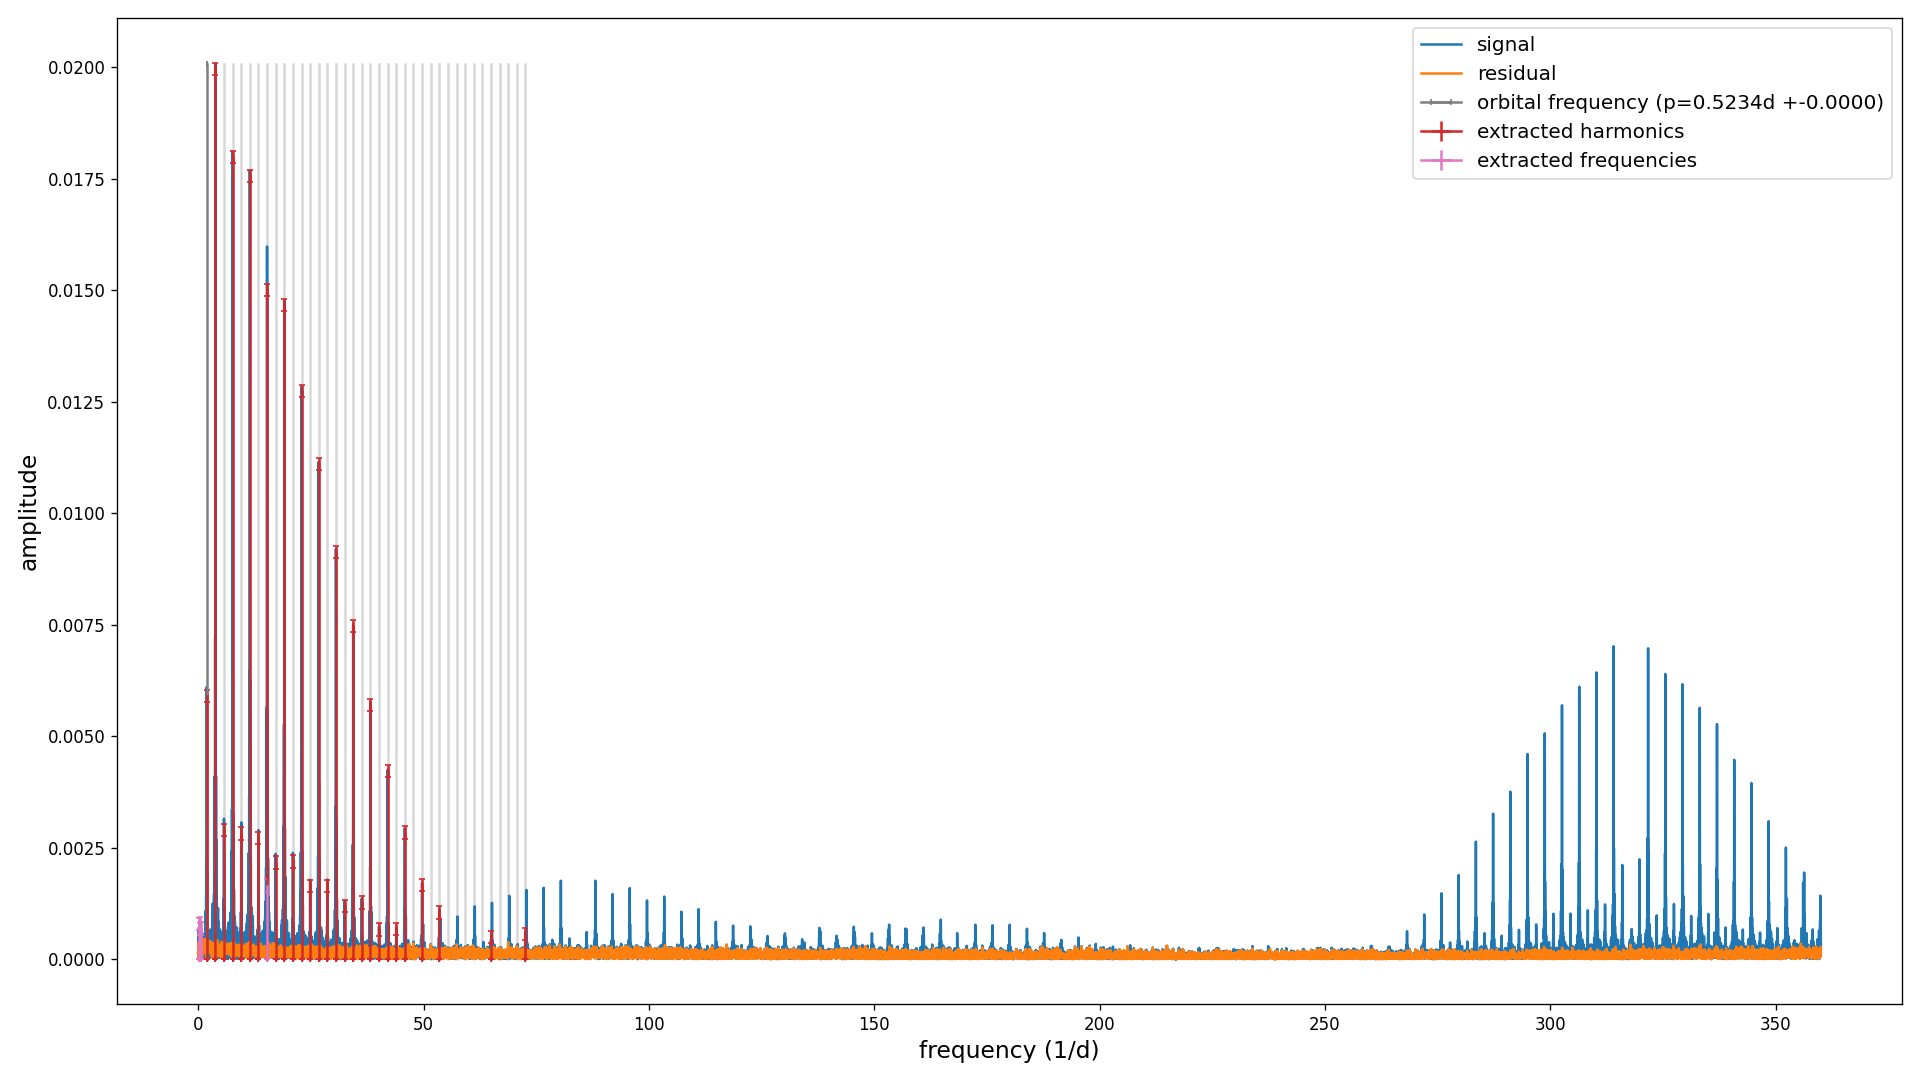 signal
residual
orbital frequency (p=0.5234d +-0.0000)
extracted harmonics
extracted frequencies
0.0200
0.0175
0.0150
0.0125
0.0100
0.0075
0.0050
0.0025
0.0000
amplitude
0 50 100 150 200 250 300 350
frequency (1/d)